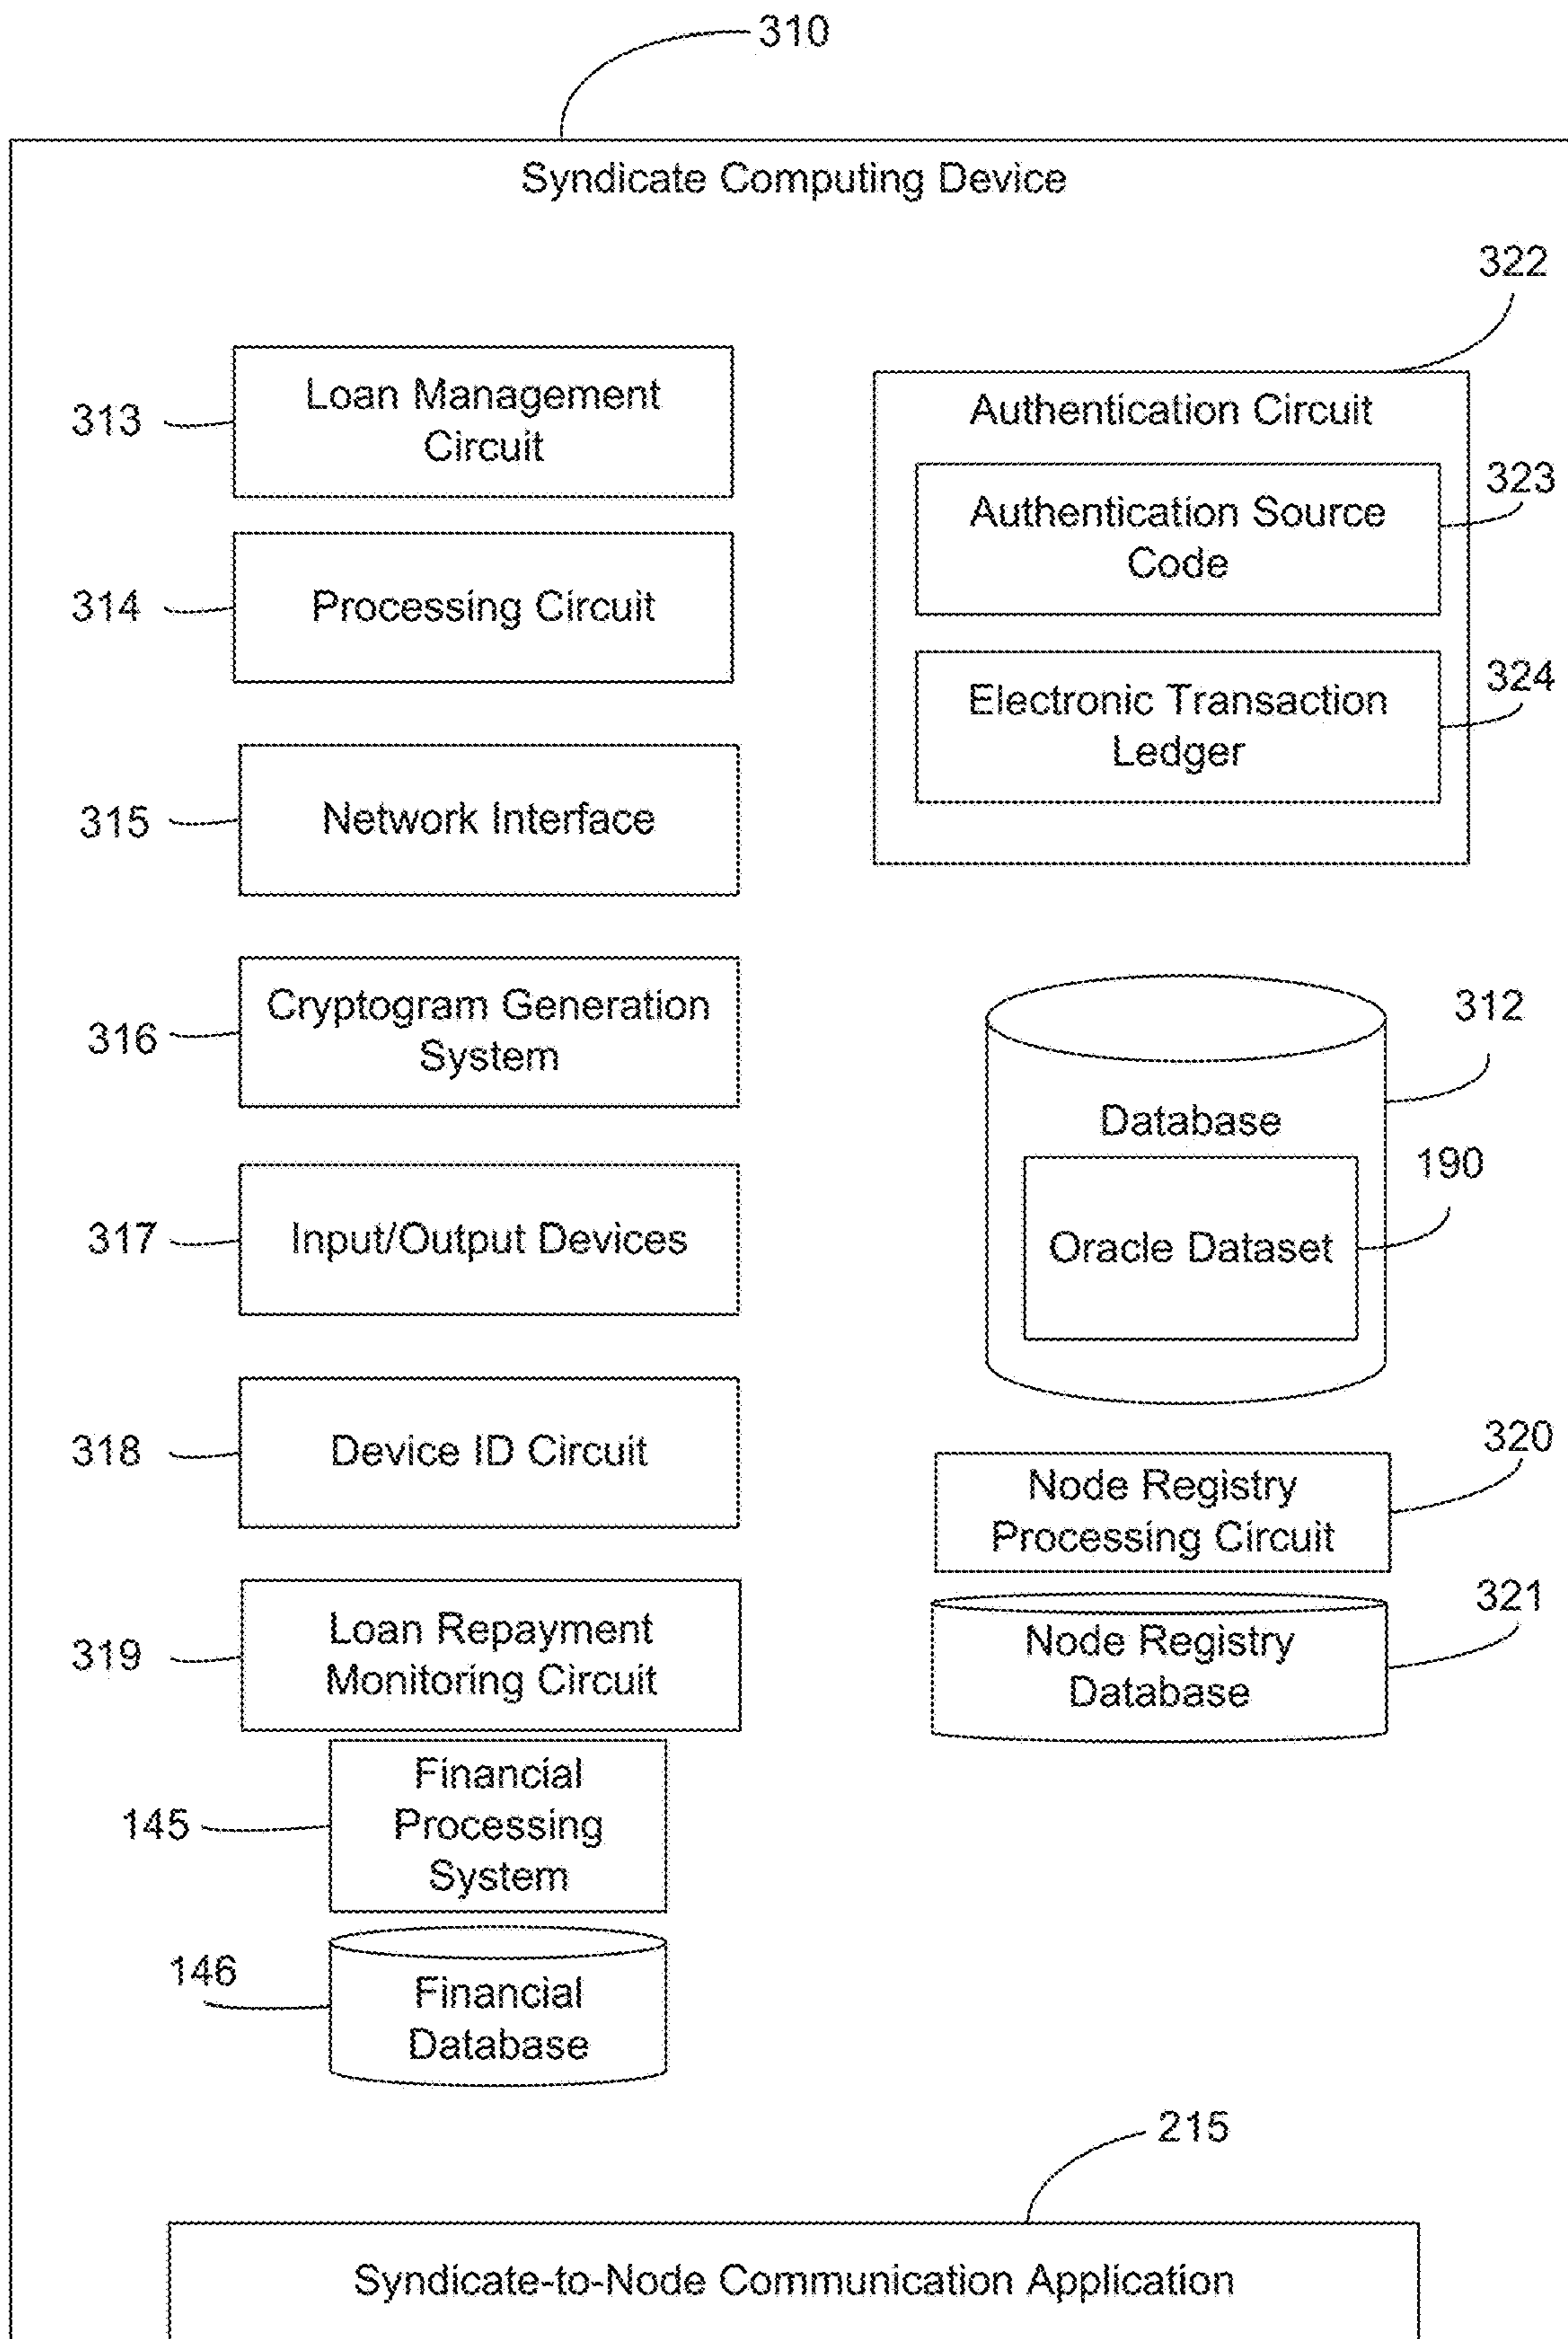 310
Syndicate Computing Device
322
313
Loan Management
Circuit
Authentication Circuit
323
Authentication Source
Code
314
Processing Circuit
324
Electronic Transaction
Ledger
315
Network Interface
316
Cryptogram Generation
System
312
Database
190
Oracle Dataset
317
Input/Output Devices
318
Device ID Circuit
320
Node Registry
Processing Circuit
319
Loan Repayment
Monitoring Circuit
321
Node Registry
Database
145
Financial
Processing
System
146
Financial
Database
215
Syndicate-to-Node Communication Application